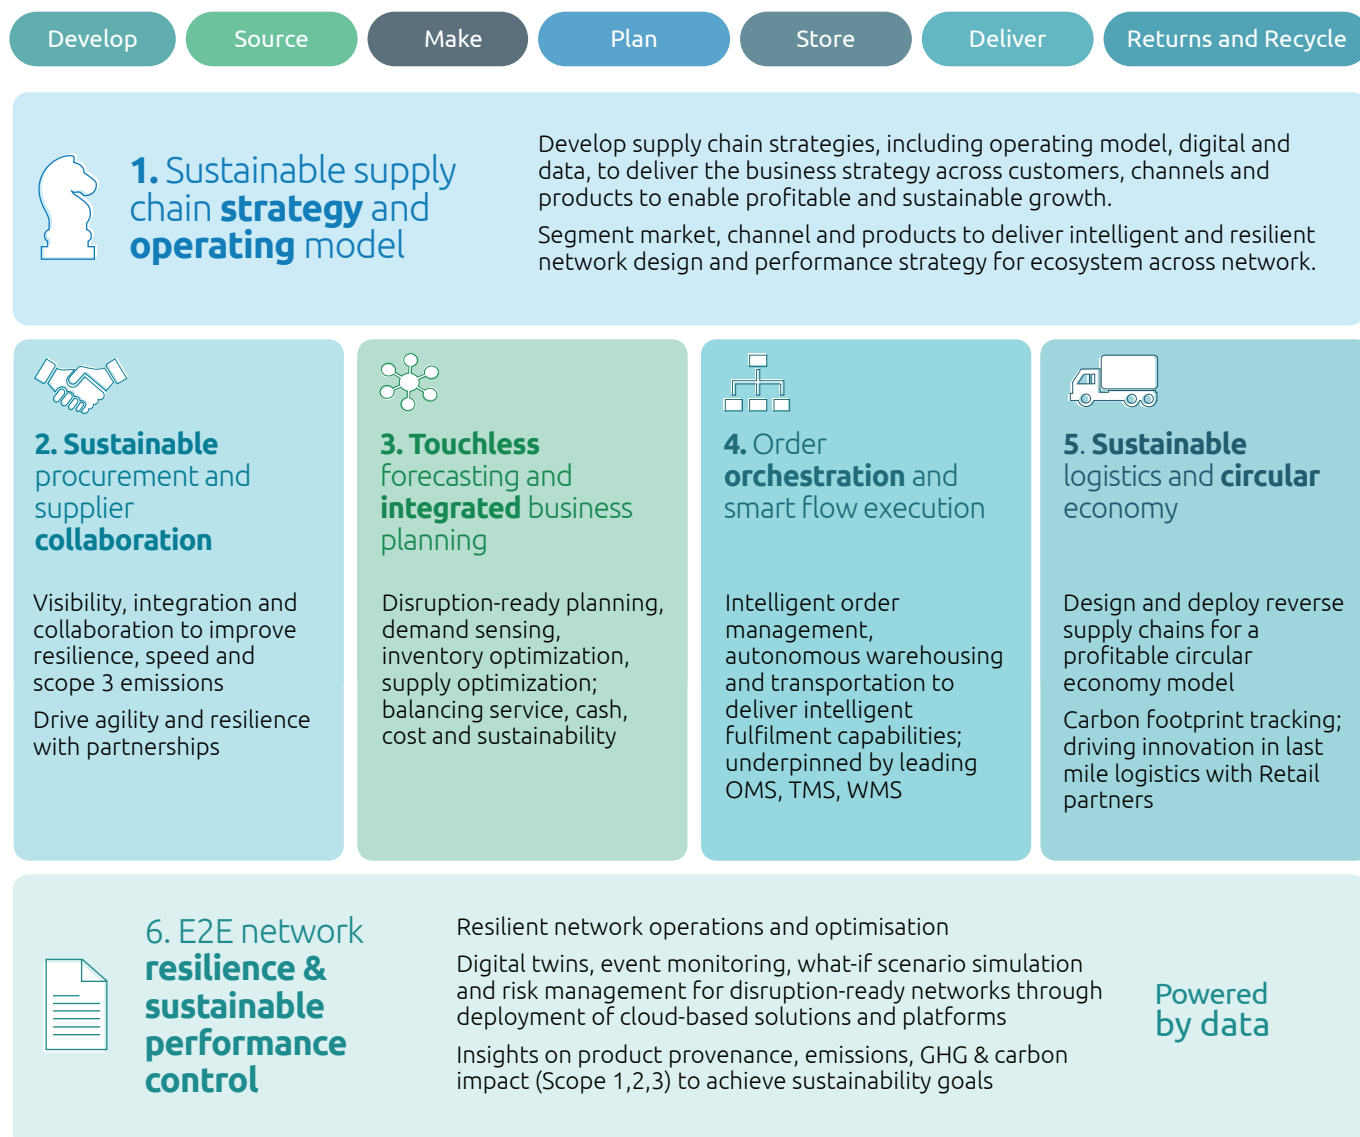 Develop
Source
Make
Plan
Store
Deliver
Returns and Recycle
1. Sustainable supply
chain strategy and
operating model
Develop supply chain strategies, including operating model, digital and
data, to deliver the business strategy across customers, channels and
products to enable profitable and sustainable growth.
Segment market, channel and products to deliver intelligent and resilient
network design and performance strategy for ecosystem across network.
2. Sustainable
procurement and
supplier
collaboration
Visibility, integration and
collaboration to improve
resilience, speed and
scope 3 emissions
Drive agility and resilience
with partnerships
3. Touchless
forecasting and
integrated business
planning
Disruption-ready planning,
demand sensing,
inventory optimization,
supply optimization;
balancing service, cash,
cost and sustainability
4. Order
orchestration and
smart flow execution
Intelligent order
management,
autonomous warehousing
and transportation to
deliver intelligent
fulfilment capabilities;
underpinned by leading
OMS, TMS, WMS
5. Sustainable
logistics and circular
economy
Design and deploy reverse
supply chains for a
profitable circular
economy model
Carbon footprint tracking;
driving innovation in last
mile logistics with Retail
partners
6. E2E network
resilience &
sustainable
performance
control
Resilient network operations and optimisation
Digital twins, event monitoring, what-if scenario simulation
and risk management for disruption-ready networks through
deployment of cloud-based solutions and platforms
Insights on product provenance, emissions, GHG & carbon
impact (Scope 1,2,3) to achieve sustainability goals
Powered
by data